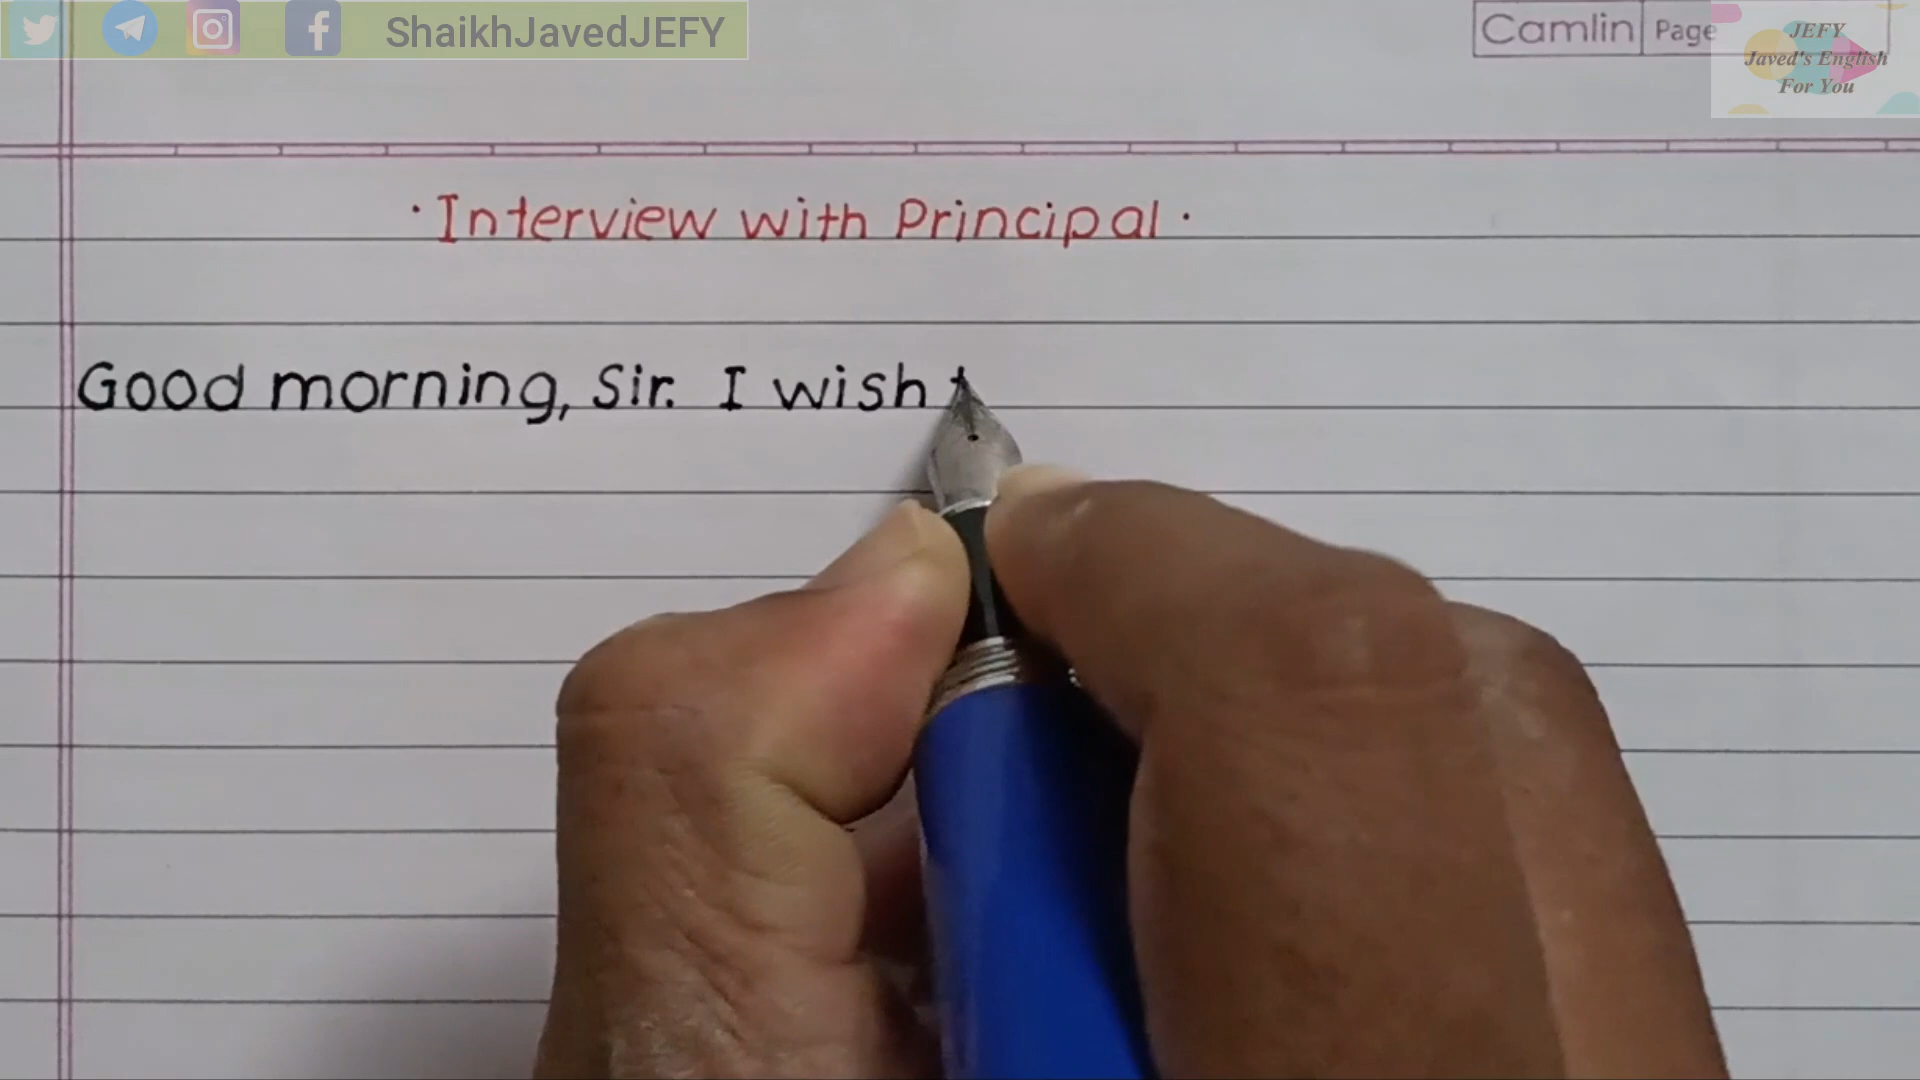 ShaikhJavedJEFY
Camlin Page
JEFY
Javed's English
For You
· Interview with Principal ·
Good morning, Sir. I wish t